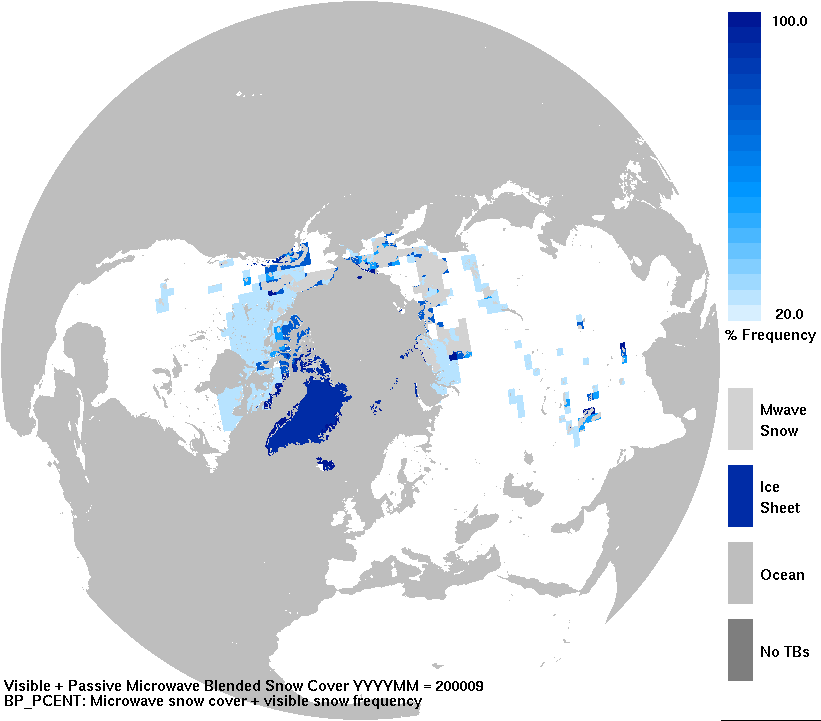 100.0
20.0
% Frequency
Mwave
Snow
Ice
Sheet
Ocean
No TBs
Visible + Passive Microwave Blended Snow Cover YYYYMM = 200009
BP_PCENT: Microwave snow cover + visible snow frequency